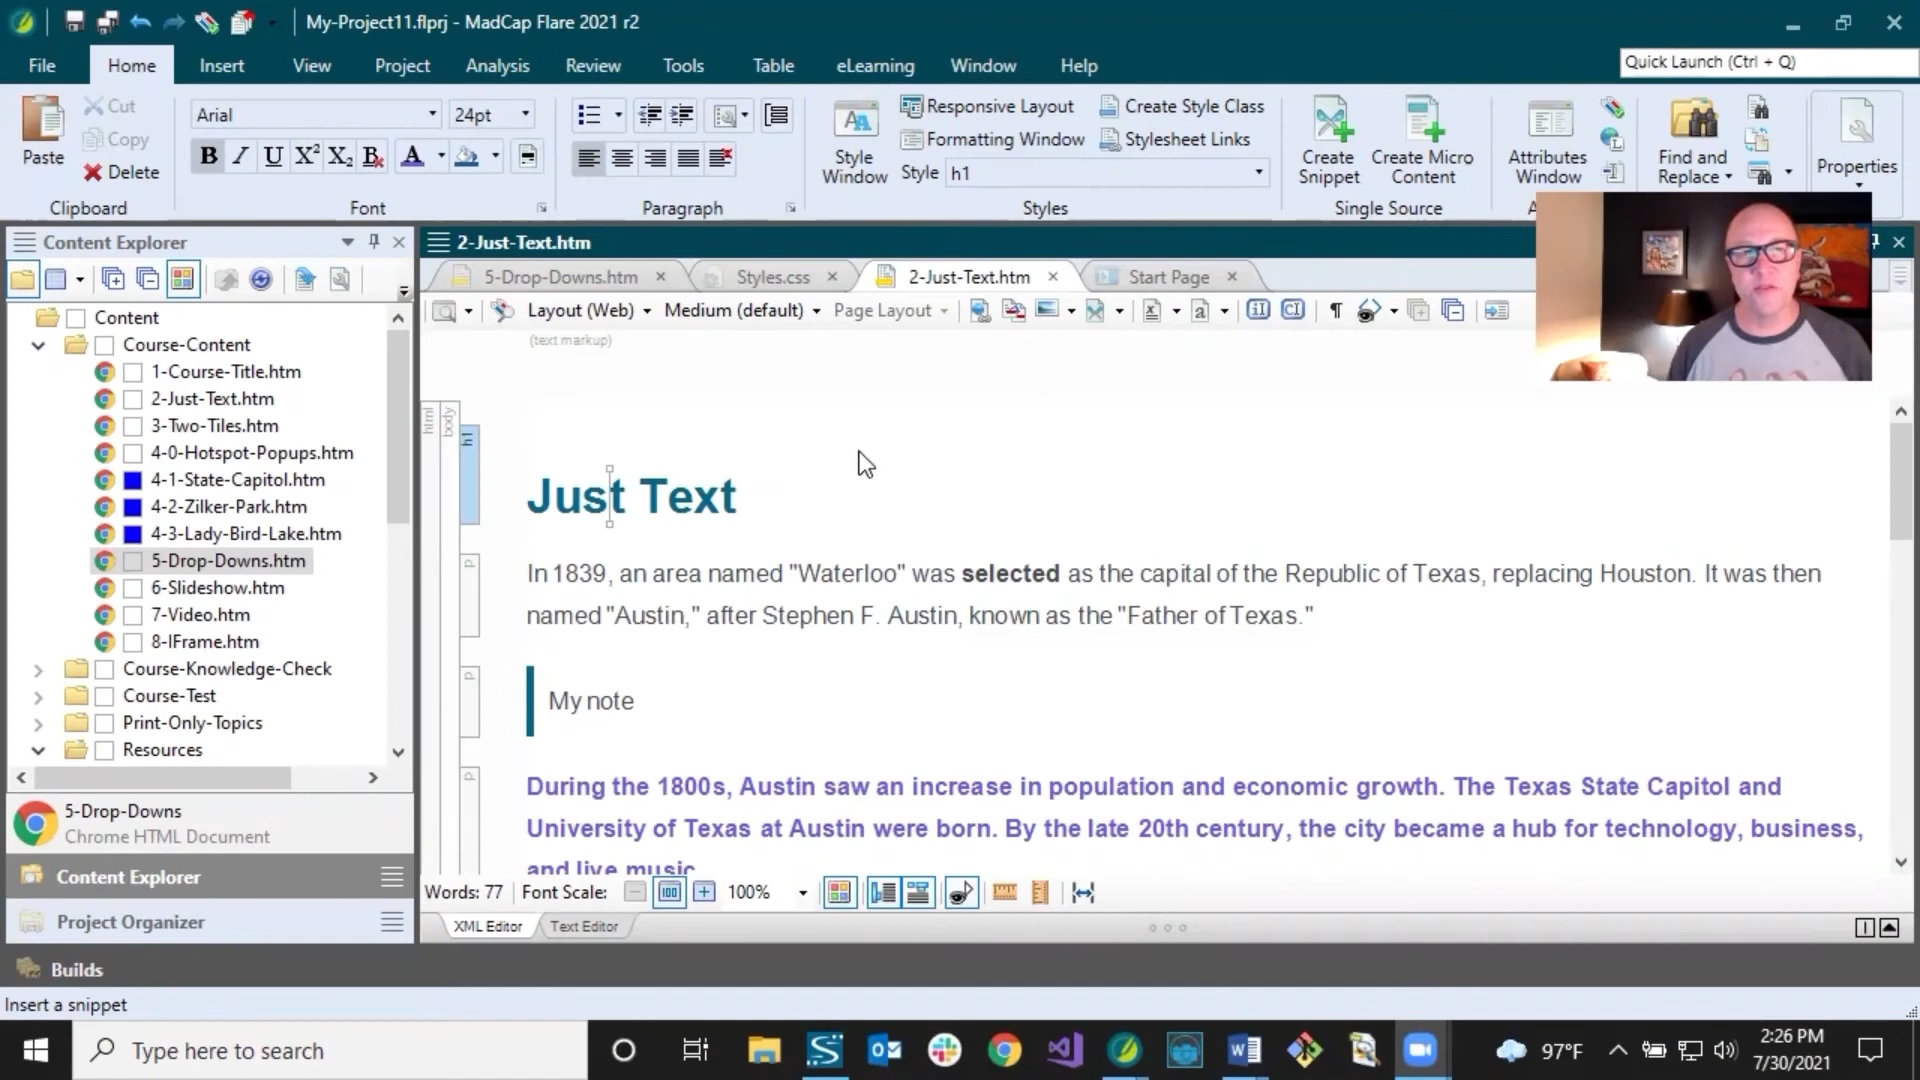 My-Project11.flprj - MadCap Flare 2021 r2
File Home Insert View Project Analysis Review Tools Table eLearning Window Help
Quick Launch (Ctrl + Q)
Paste
Cut
Copy
Delete
Clipboard
Arial 24pt
B I U X² X₂ B
Font
Paragraph
Style Window
Responsive Layout
Create Style Class
Formatting Window
Stylesheet Links
Style h1
Styles
Create Snippet
Create Micro Content
Single Source
Attributes Window
Find and Replace
Properties
Content Explorer
2-Just-Text.htm
5-Drop-Downs.htm
Styles.css
2-Just-Text.htm
Start Page
Layout (Web) Medium (default) Page Layout
(text markup)
Content
Course-Content
1-Course-Title.htm
2-Just-Text.htm
3-Two-Tiles.htm
4-0-Hotspot-Popups.htm
4-1-State-Capitol.htm
4-2-Zilker-Park.htm
4-3-Lady-Bird-Lake.htm
5-Drop-Downs.htm
6-Slideshow.htm
7-Video.htm
8-IFrame.htm
Course-Knowledge-Check
Course-Test
Print-Only-Topics
Resources
5-Drop-Downs
Chrome HTML Document
Content Explorer
Project Organizer
html
body
h1
p
p
p
Just Text
In 1839, an area named "Waterloo" was selected as the capital of the Republic of Texas, replacing Houston. It was then
named "Austin," after Stephen F. Austin, known as the "Father of Texas."
My note
During the 1800s, Austin saw an increase in population and economic growth. The Texas State Capitol and
University of Texas at Austin were born. By the late 20th century, the city became a hub for technology, business,
and live music
Words: 77 Font Scale: 100 100%
XML Editor Text Editor
Builds
Insert a snippet
Type here to search
97°F
2:26 PM
7/30/2021